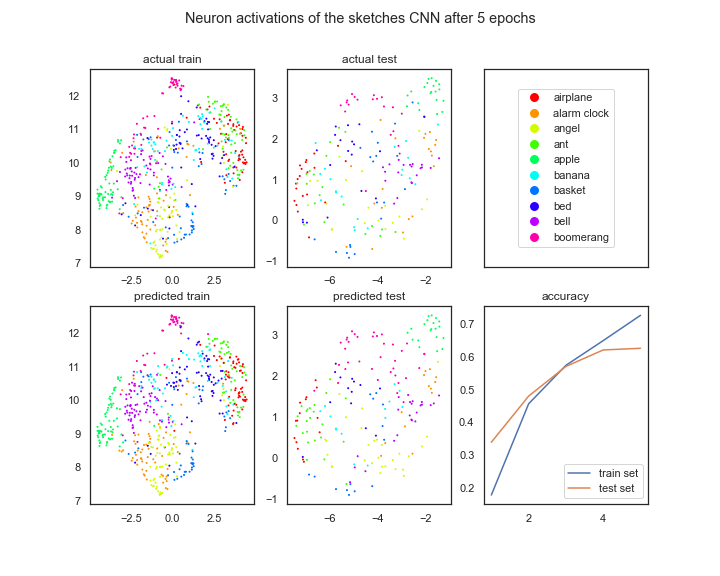 Neuron activations of the sketches CNN after 5 epochs
actual train
actual test
12
11
10
9
8
7
−2.5 0.0 2.5
3
2
1
0
−1
−6 −4 −2
airplane
alarm clock
angel
ant
apple
banana
basket
bed
bell
boomerang
predicted train
predicted test
accuracy
12
11
10
9
8
7
−2.5 0.0 2.5
3
2
1
0
−1
−6 −4 −2
0.7
0.6
0.5
0.4
0.3
0.2
train set
test set
2 4